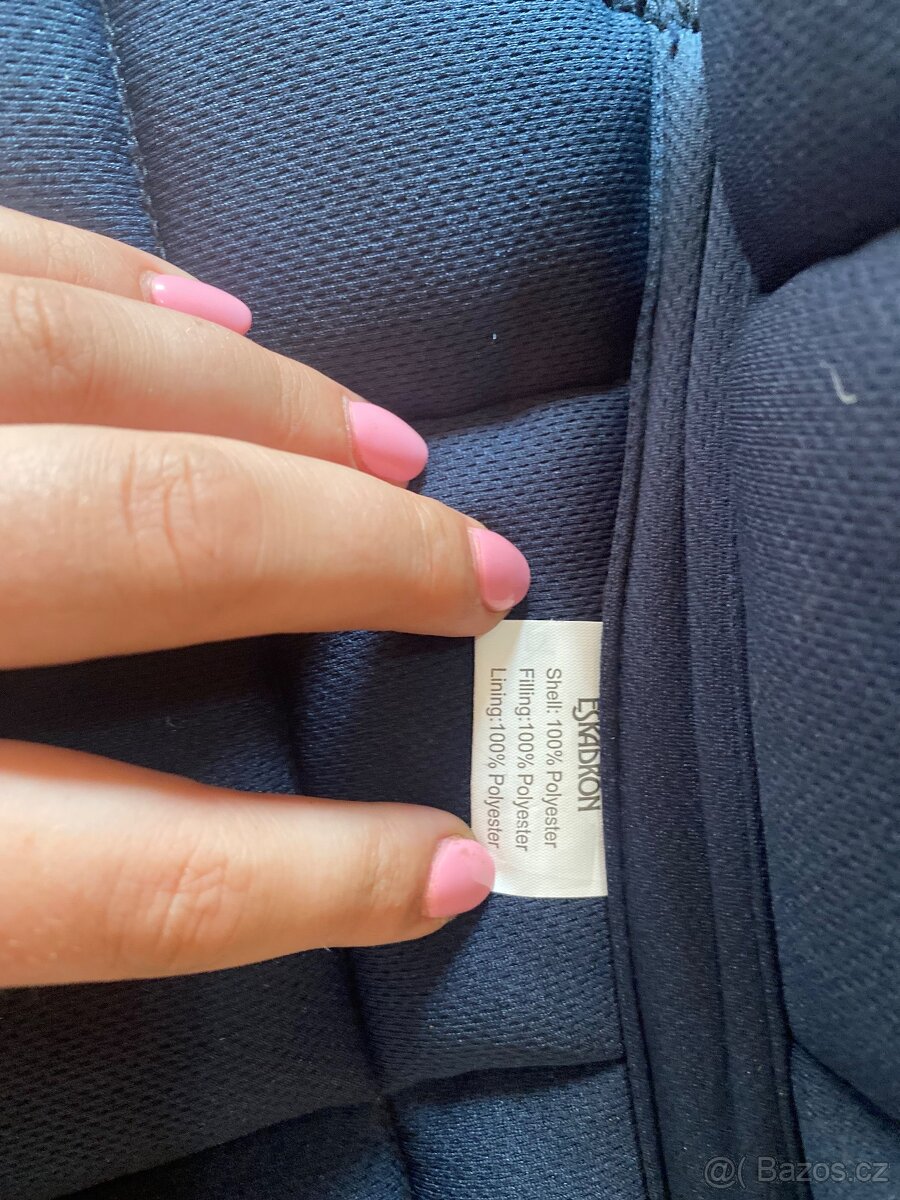 ESKADRON
Shell: 100% Polyester
Filling:100% Polyester
Lining:100% Polyester
@( Bazos.cz